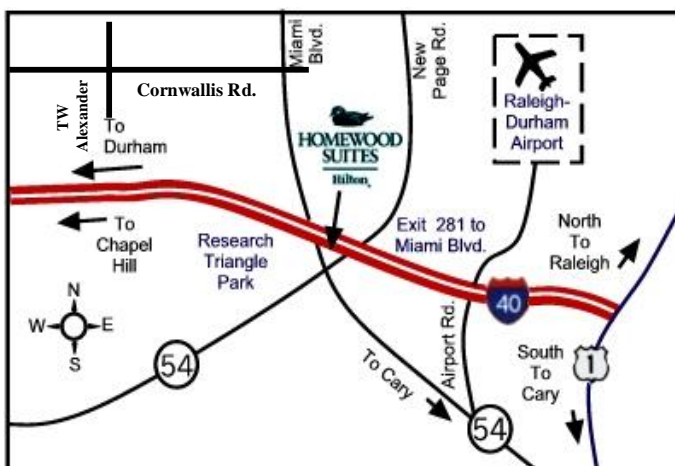 Miami
Blvd.
New
Page Rd.
Cornwallis Rd.
TW
Alexander
To
Durham
HOMEWOOD
SUITES
Hilton
Raleigh-
Durham
Airport
To
Chapel
Hill
Research
Triangle
Park
Exit 281 to
Miami Blvd.
North
To
Raleigh
40
Airport Rd.
N
W E
S
54
To Cary
54
South
To
Cary
1